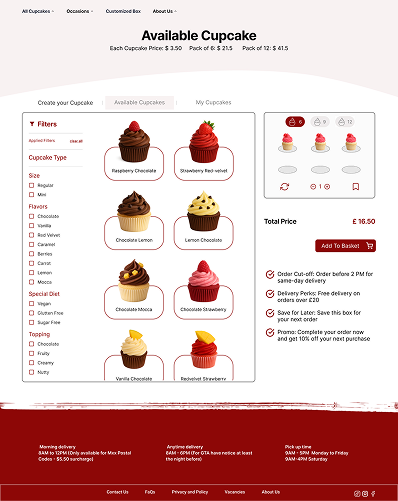 All Cupcakes
Occasions
Customized Box
About Us
Available Cupcake
Each Cupcake Price: $ 3.50 Pack of 6: $ 21.5 Pack of 12: $ 41.5
Create your Cupcake
Available Cupcakes
My Cupcakes
Filters
Applied Filters
clear all
Cupcake Type
Size
Regular
Mini
Flavors
Chocolate
Vanilla
Red Velvet
Caramel
Berries
Carrot
Lemon
Mocca
Special Diet
Vegan
Glutten Free
Sugar Free
Topping
Chocolate
Fruity
Creamy
Nutty
Raspberry Chocolate
Strawberry Red-velvet
Chocolate Lemon
Lemon Chocolate
Chocolate Mocca
Chocolate Strawberry
Vanilla Chocolate
Redvelvet Strawberry
6
9
12
1
Total Price
£ 16.50
Add To Basket
Order Cut-off: Order before 2 PM for
same-day delivery
Delivery Perks: Free delivery on
orders over £20
Save for Later: Save this box for
your next order
Promo: Complete your order now
and get 10% off your next purchase
Morning delivery
8AM to 12PM (Only available for Mxx Postal
Codes - $5.50 surcharge)
Anytime delivery
8AM - 6PM (For GTA have notice at least
the night before)
Pick up time
9AM - 5PM Monday to Friday
9AM-4PM Saturday
Contact Us
FaQs
Privacy and Policy
Vacancies
About Us